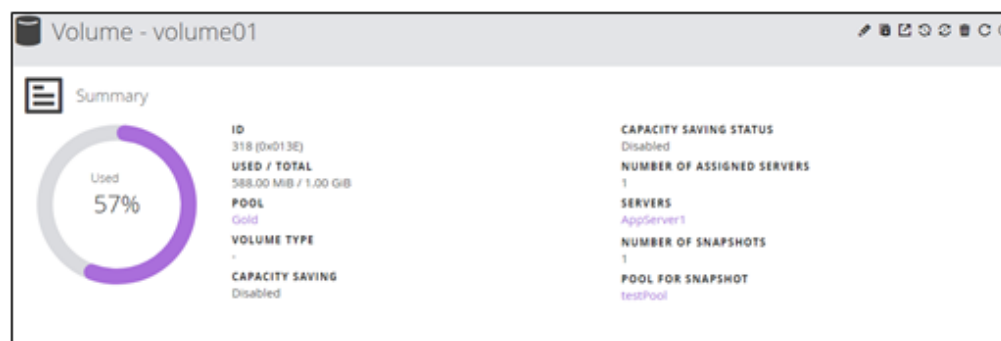 Volume - volume01
Summary
Used
57%
ID
318 (0x013E)
USED / TOTAL
588.00 MiB / 1.00 GiB
POOL
Gold
VOLUME TYPE
-
CAPACITY SAVING
Disabled
CAPACITY SAVING STATUS
Disabled
NUMBER OF ASSIGNED SERVERS
1
SERVERS
AppServer1
NUMBER OF SNAPSHOTS
1
POOL FOR SNAPSHOT
testPool